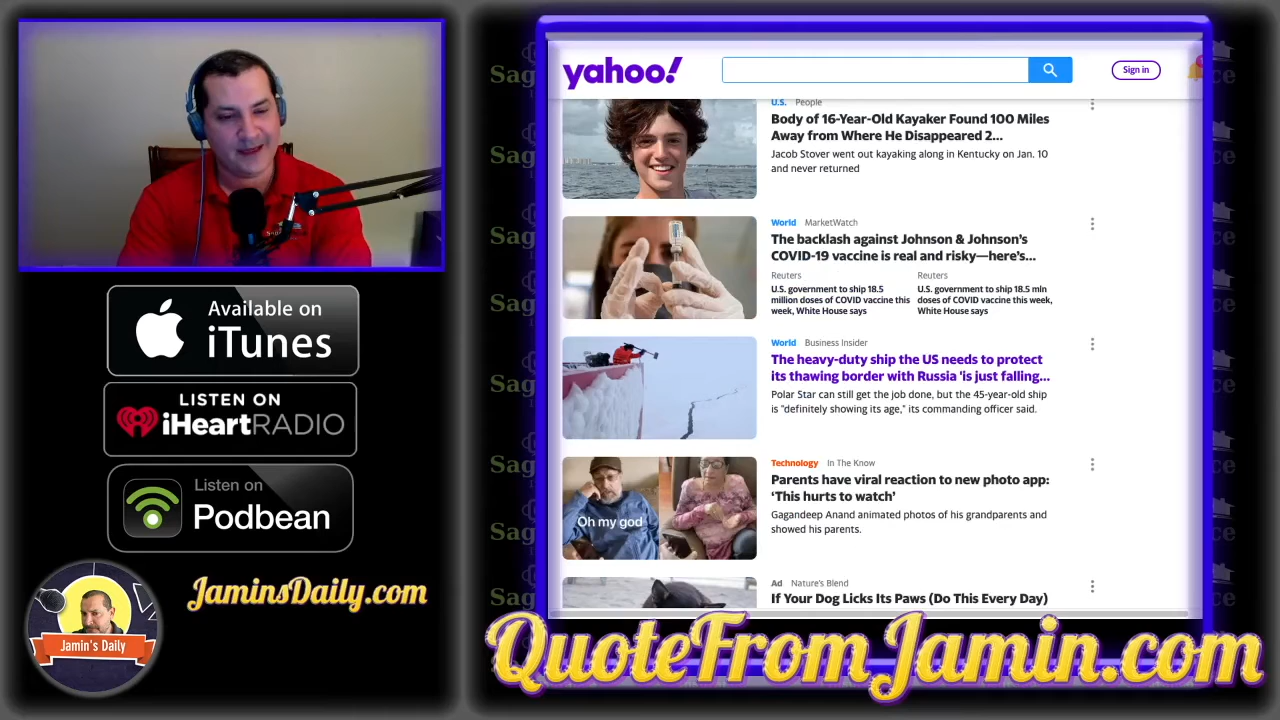 Available on
iTunes
LISTEN ON
iHeartRADIO
Listen on
Podbean
Jamin's Daily
JaminsDaily.com
yahoo!
Sign in
U.S. People
Body of 16-Year-Old Kayaker Found 100 Miles
Away from Where He Disappeared 2...
Jacob Stover went out kayaking along in Kentucky on Jan. 10
and never returned
World MarketWatch
The backlash against Johnson & Johnson's
COVID-19 vaccine is real and risky—here's...
Reuters
U.S. government to ship 18.5
million doses of COVID vaccine this
week, White House says
Reuters
U.S. government to ship 18.5 mln
doses of COVID vaccine this week,
White House says
World Business Insider
The heavy-duty ship the US needs to protect
its thawing border with Russia 'is just falling...
Polar Star can still get the job done, but the 45-year-old ship
is "definitely showing its age," its commanding officer said.
Oh my god
Technology In The Know
Parents have viral reaction to new photo app:
'This hurts to watch'
Gagandeep Anand animated photos of his grandparents and
showed his parents.
Ad Nature's Blend
If Your Dog Licks Its Paws (Do This Every Day)
QuoteFromJamin.com